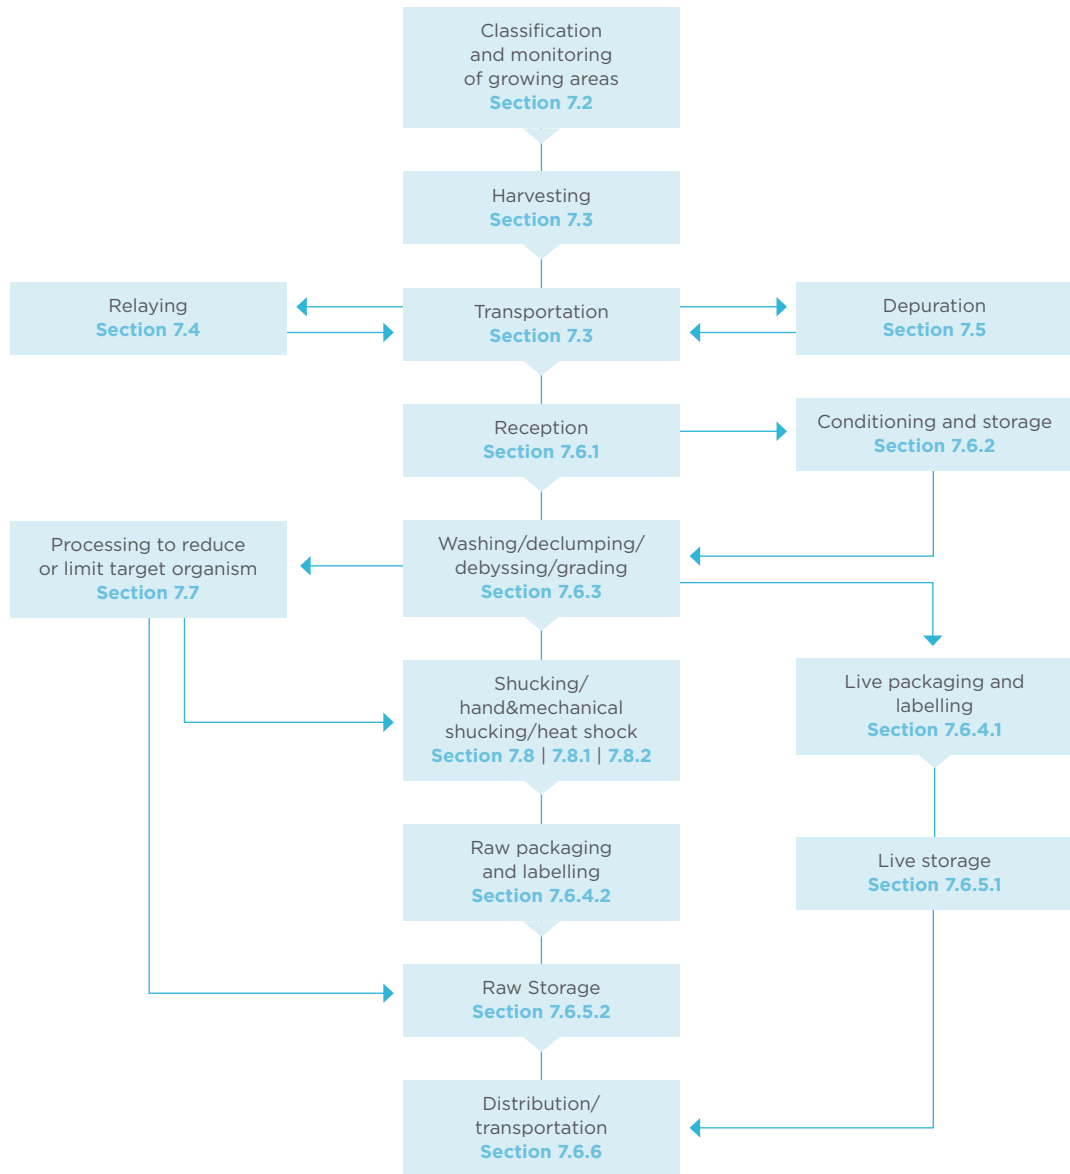 Classification
and monitoring
of growing areas
Section 7.2
Harvesting
Section 7.3
Relaying
Section 7.4
Transportation
Section 7.3
Depuration
Section 7.5
Reception
Section 7.6.1
Conditioning and storage
Section 7.6.2
Processing to reduce
or limit target organism
Section 7.7
Washing/declumping/
debyssing/grading
Section 7.6.3
Shucking/
hand&mechanical
shucking/heat shock
Section 7.8 | 7.8.1 | 7.8.2
Live packaging and
labelling
Section 7.6.4.1
Raw packaging
and labelling
Section 7.6.4.2
Live storage
Section 7.6.5.1
Raw Storage
Section 7.6.5.2
Distribution/
transportation
Section 7.6.6